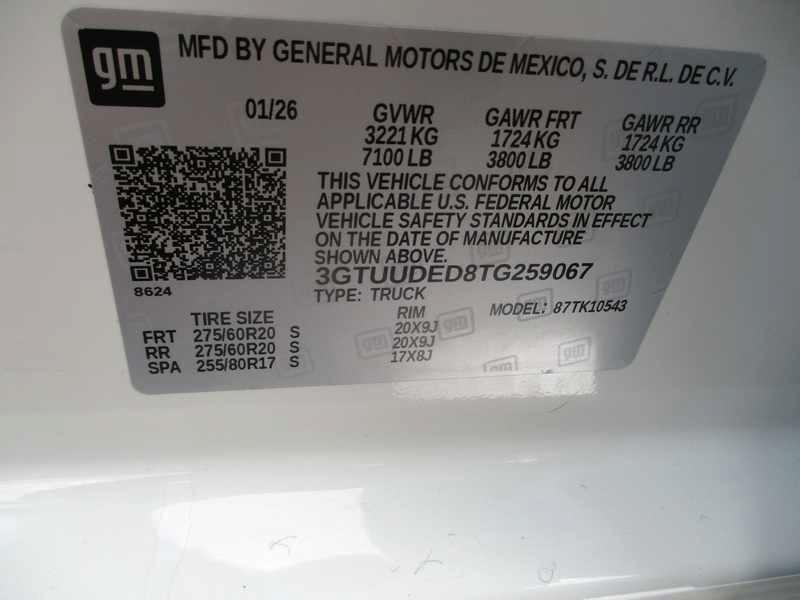 gm
MFD BY GENERAL MOTORS DE MEXICO, S. DE R.L. DE C.V.
01/26 GVWR GAWR FRT GAWR RR
3221 KG 1724 KG 1724 KG
7100 LB 3800 LB 3800 LB
THIS VEHICLE CONFORMS TO ALL
APPLICABLE U.S. FEDERAL MOTOR
VEHICLE SAFETY STANDARDS IN EFFECT
ON THE DATE OF MANUFACTURE
SHOWN ABOVE.
3GTUUDED8TG259067
8624
TYPE: TRUCK MODEL: 87TK10543
TIRE SIZE RIM
FRT 275/60R20 S 20X9J
RR 275/60R20 S 20X9J
SPA 255/80R17 S 17X8J